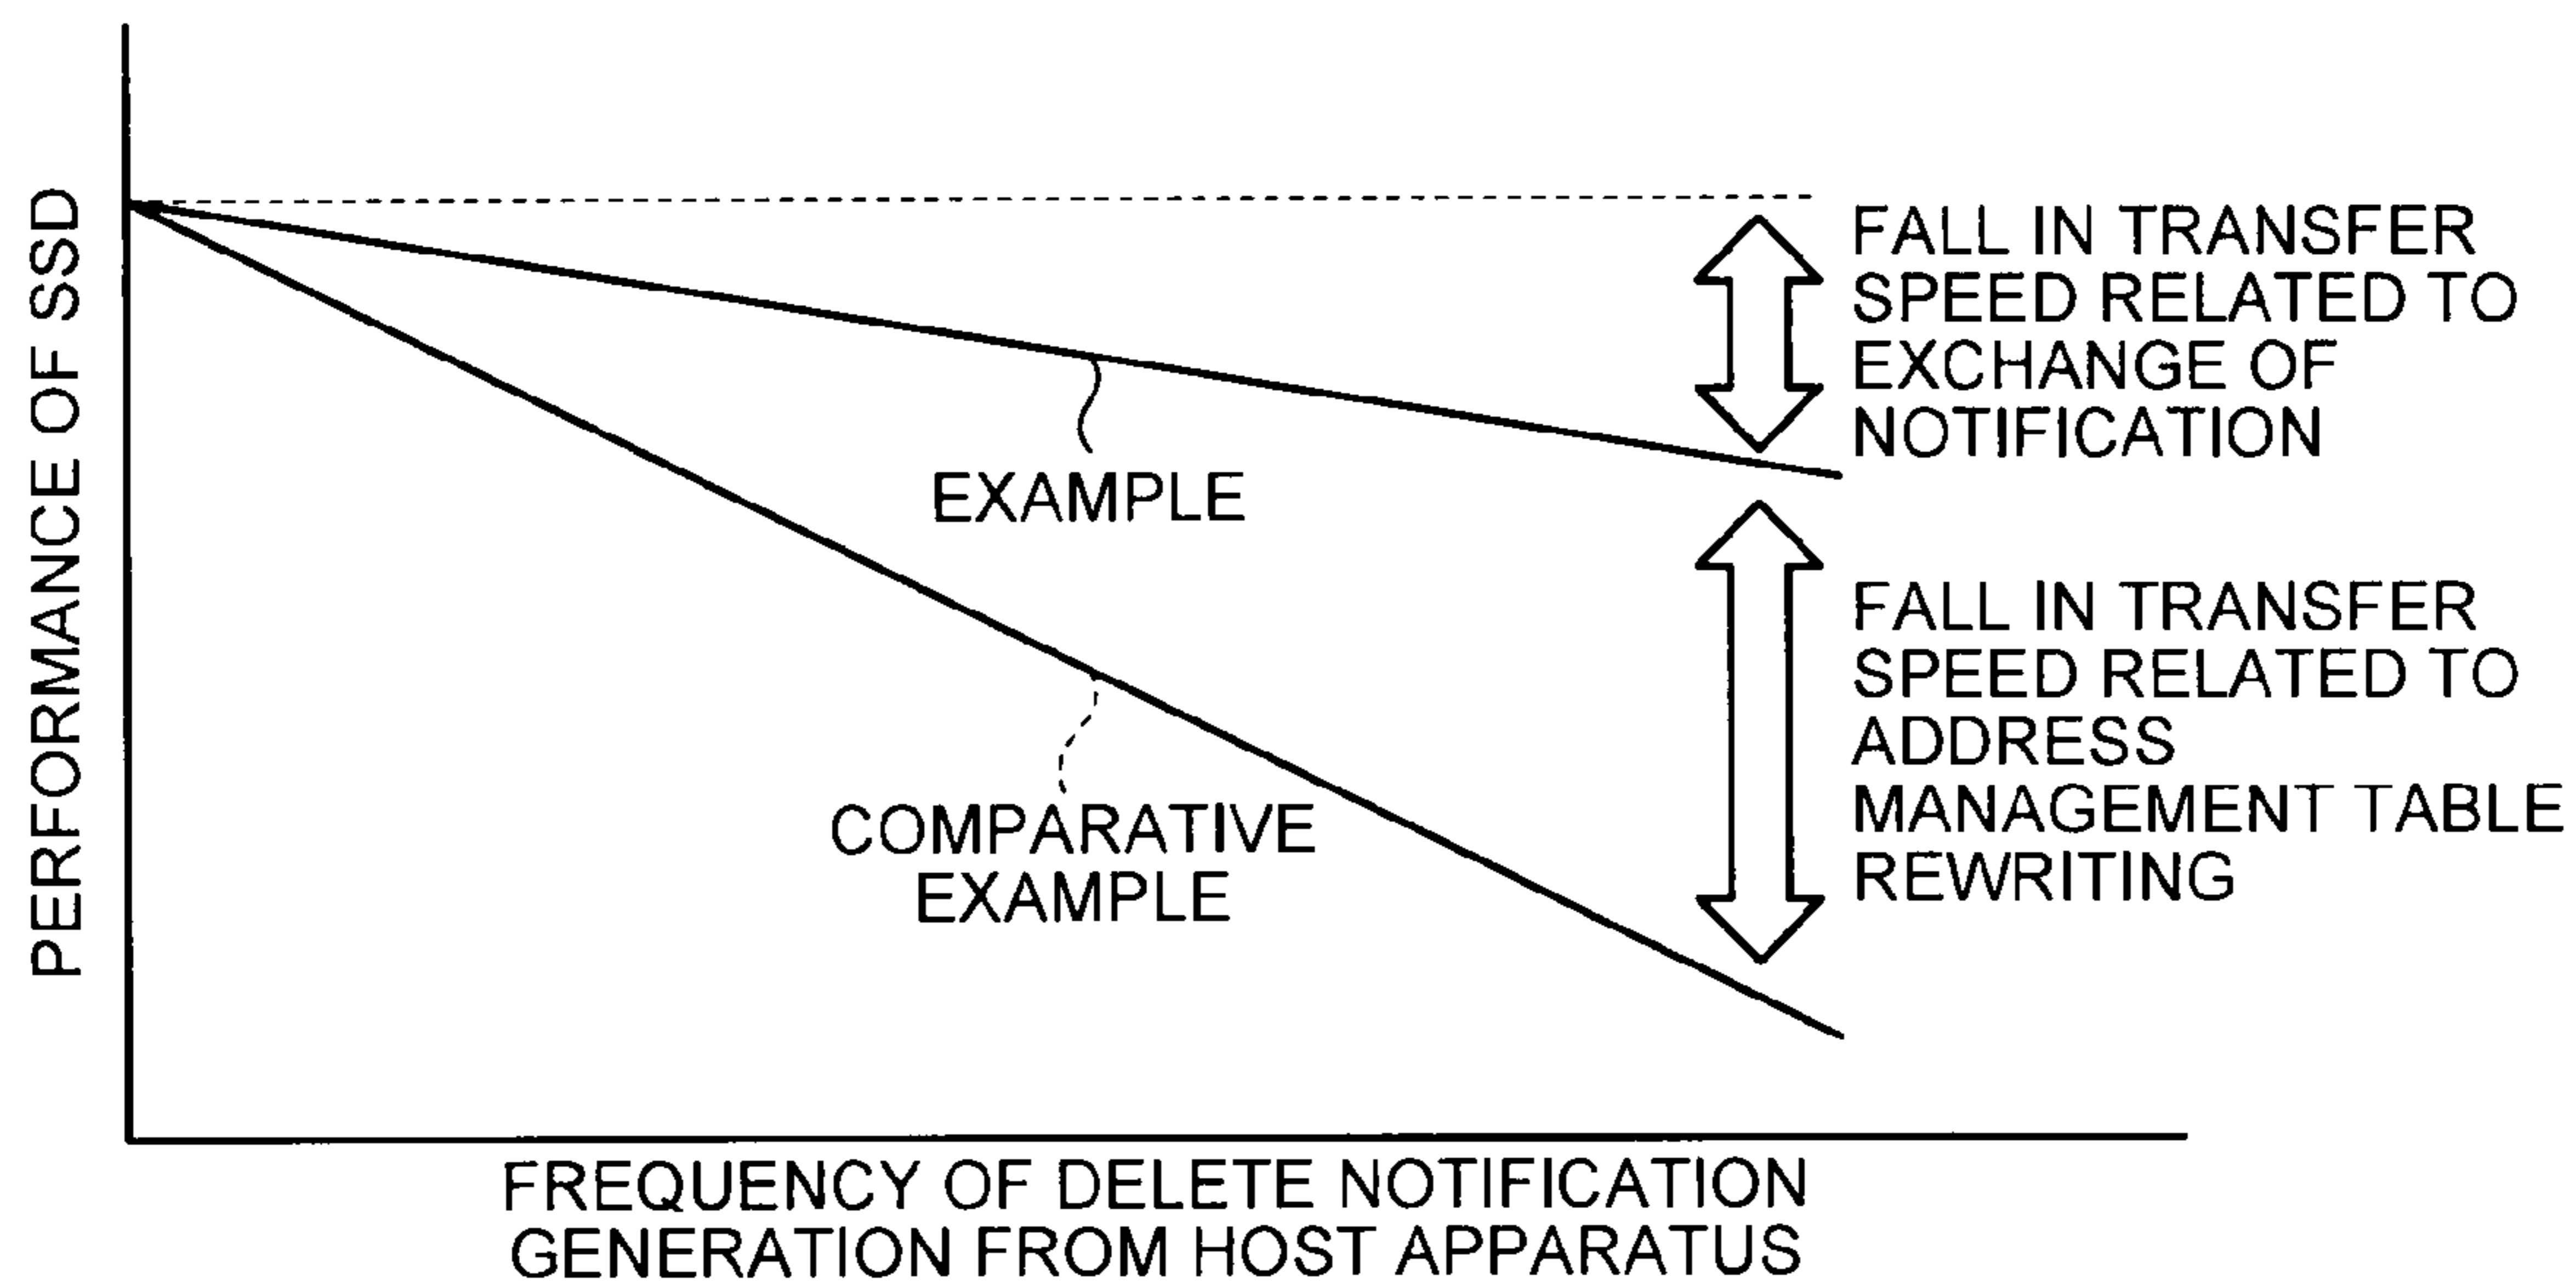 PERFORMANCE OF SSD
FALL IN TRANSFER
SPEED RELATED TO
EXCHANGE OF
NOTIFICATION
EXAMPLE
FALL IN TRANSFER
SPEED RELATED TO
ADDRESS
MANAGEMENT TABLE
REWRITING
COMPARATIVE
EXAMPLE
FREQUENCY OF DELETE NOTIFICATION
GENERATION FROM HOST APPARATUS